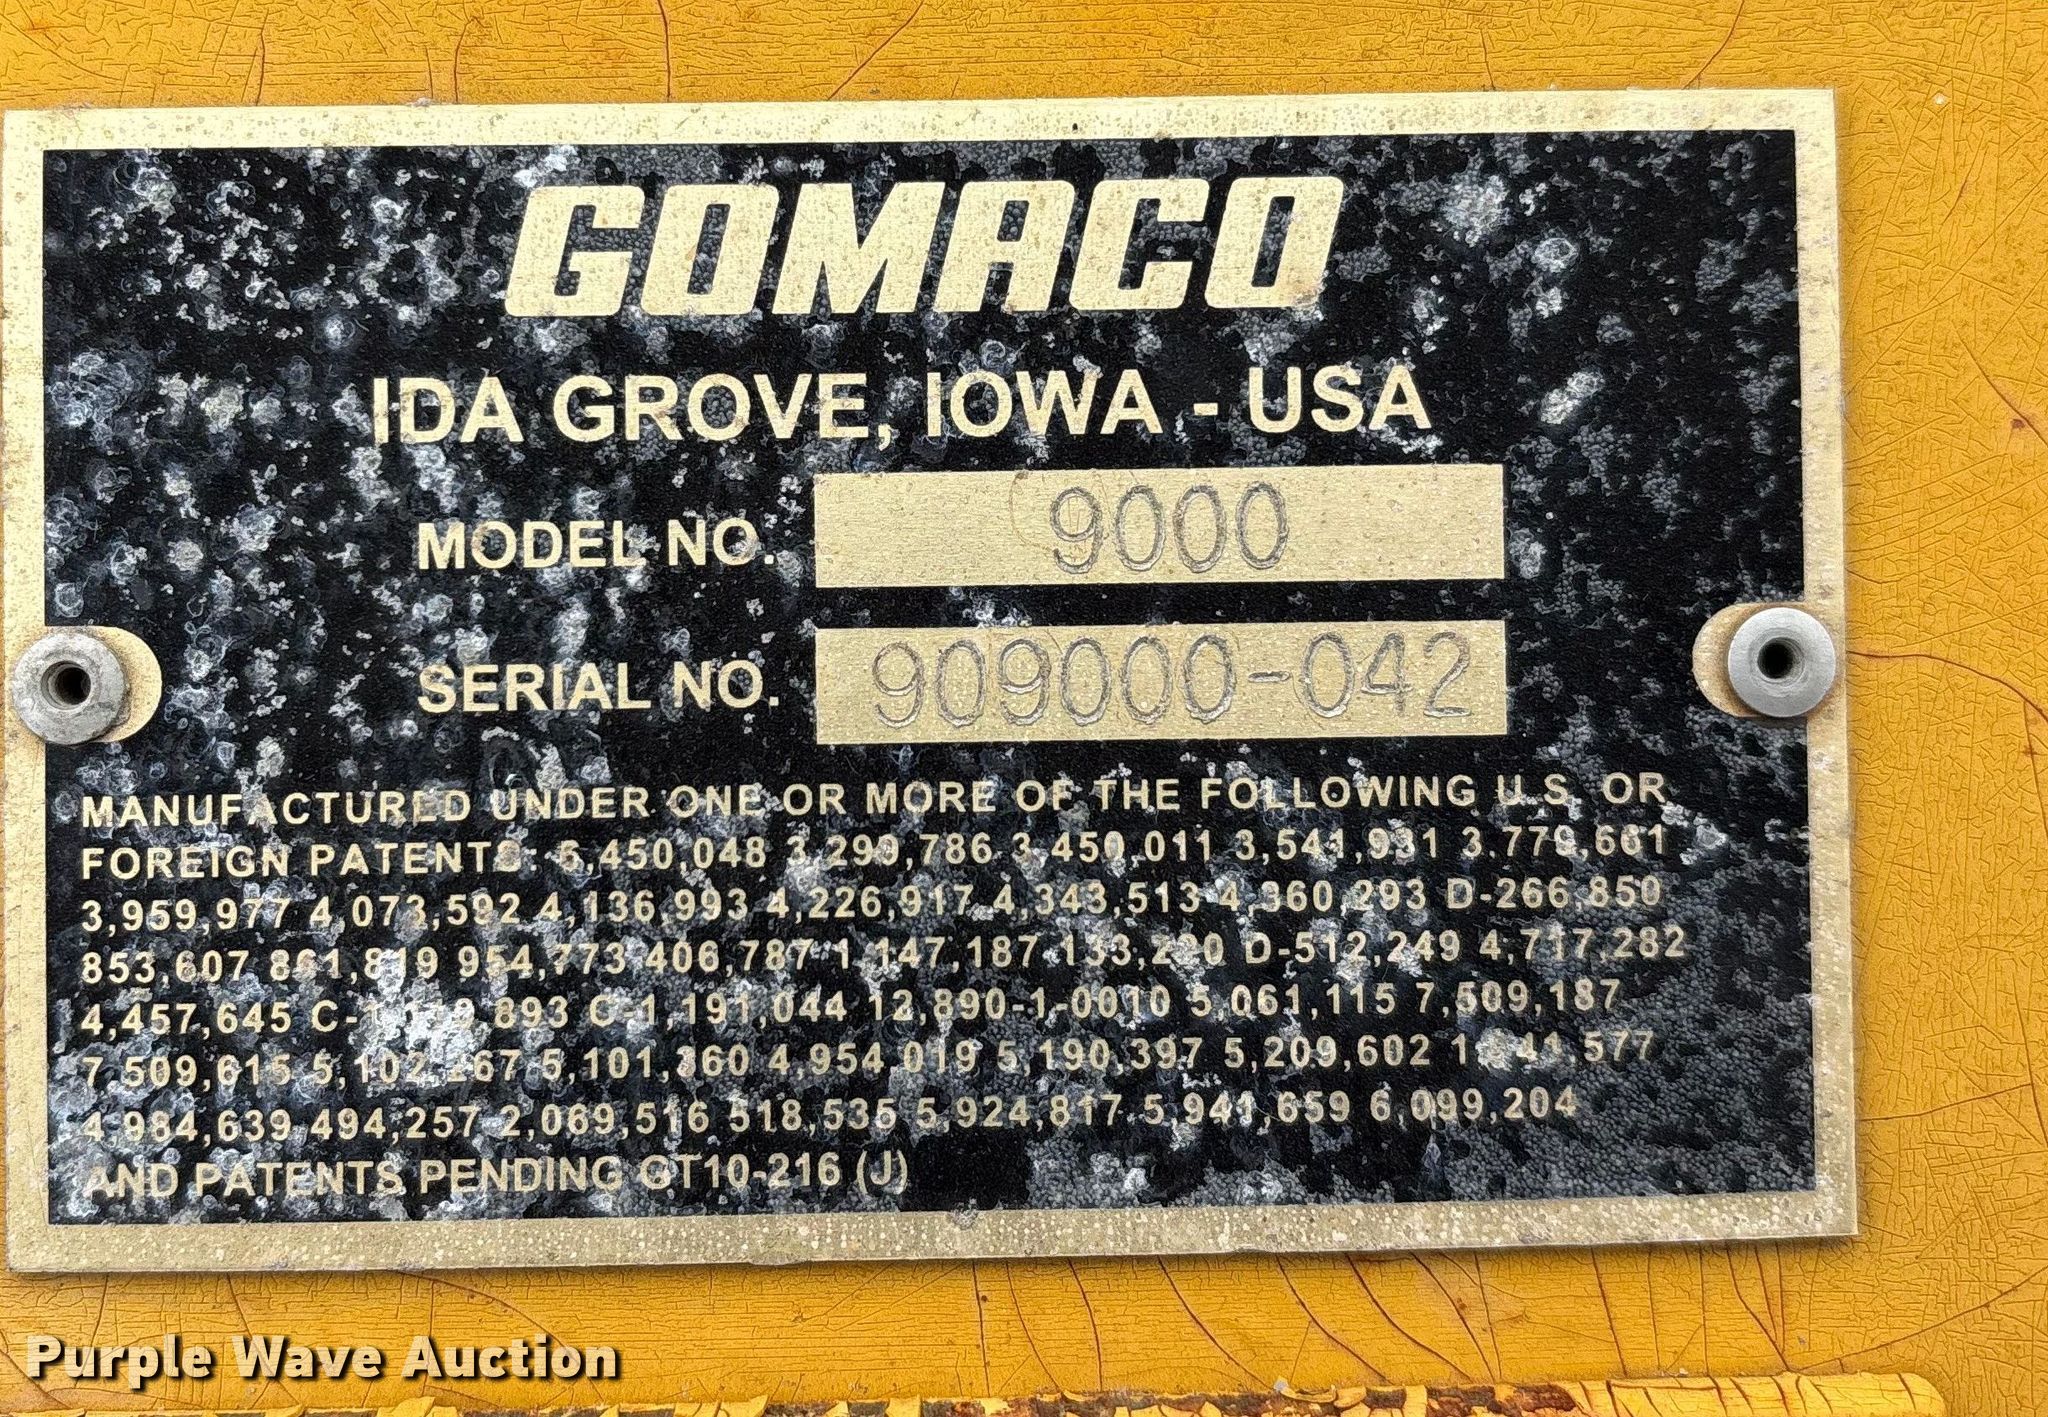 GOMACO
IDA GROVE, IOWA - USA
MODEL NO. 9000
SERIAL NO. 909000-042
MANUFACTURED UNDER ONE OR MORE OF THE FOLLOWING U.S. OR
FOREIGN PATENTS: 5,450,048 3,299,786 3,450,011 3,541,931 3.779,661
3,959,977 4,073,592 4,136,993 4,226,917 4,343,513 4,360,293 D-266,850
853,607 861,819 954,773 406,787 1,147,187 D-512,249 4,717,282
4,457,645 893 C-1,191,044 12,890-1-0010 5,061,115 7,509,187
7,509,615 5,102,267 5,101,360 4,954,019 5,190,397 5,209,602
4,984,639 494,257 2,069,516 518,535 5,924,817 5,941,659 6,099,204
AND PATENTS PENDING GT10-216 (J)
Purple Wave Auction